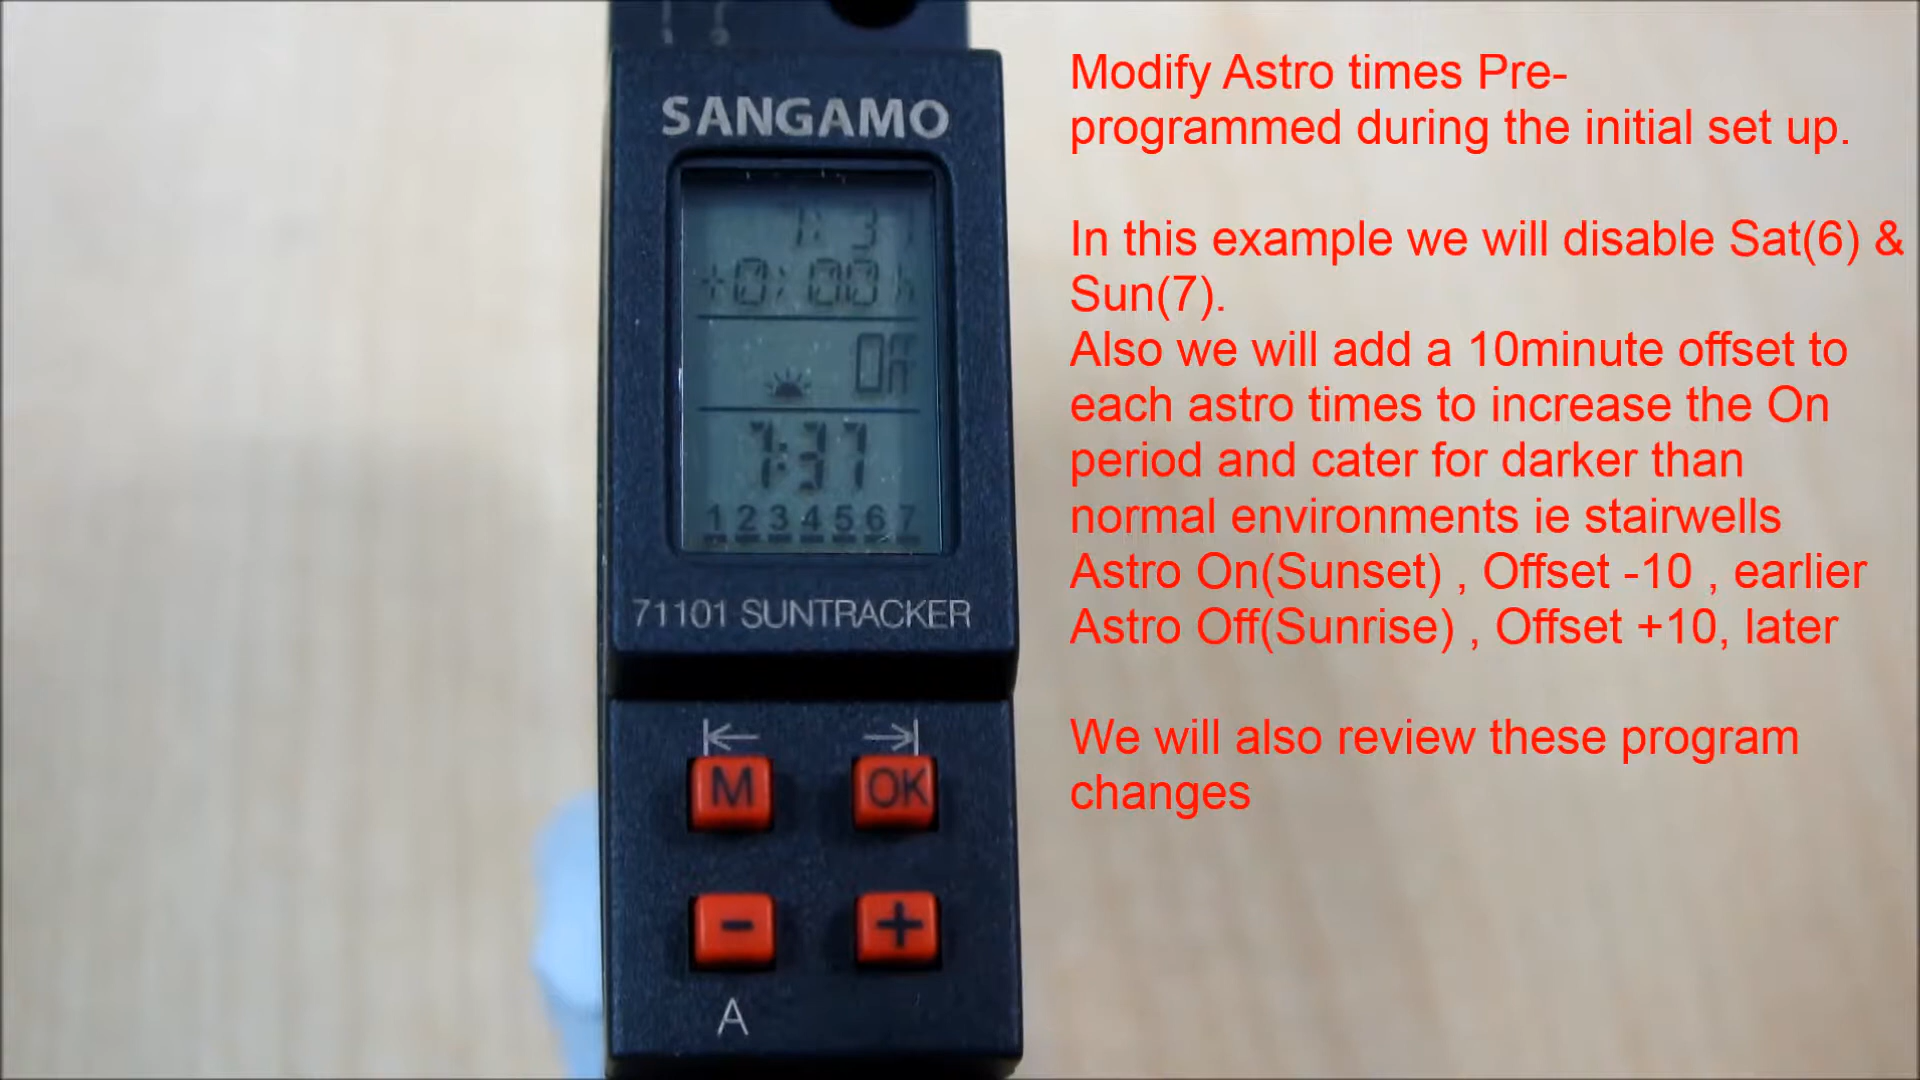 Modify Astro times Pre-
programmed during the initial set up.
In this example we will disable Sat(6) &
Sun(7).
Also we will add a 10minute offset to
each astro times to increase the On
period and cater for darker than
normal environments ie stairwells
Astro On(Sunset) , Offset -10 , earlier
Astro Off(Sunrise) , Offset +10, later
We will also review these program
changes
SANGAMO
+0:00h
7:37
1 2 3 4 5 6 7
71101 SUNTRACKER
M OK
- +
A